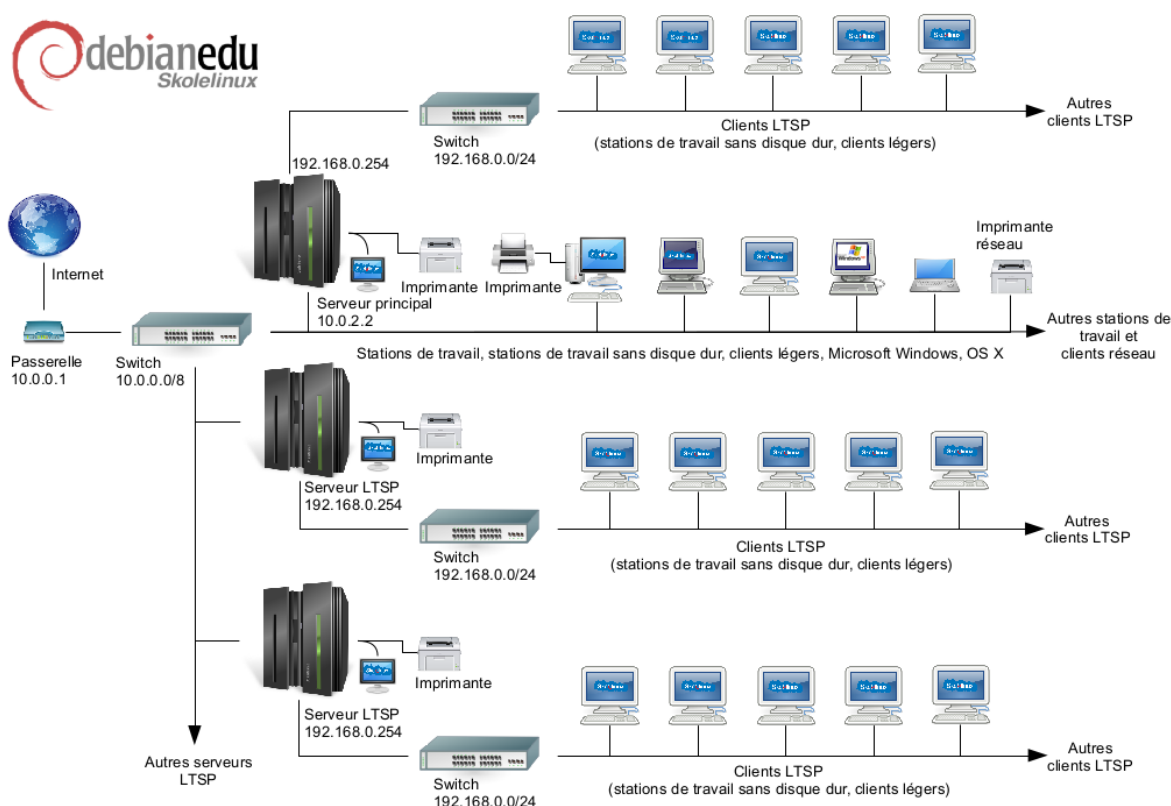 debianedu
Skolelinux
Autres
clients LTSP
Clients LTSP
(stations de travail sans disque dur, clients légers)
Switch
192.168.0.0/24
192.168.0.254
Internet
Imprimante
Imprimante
Imprimante
réseau
Serveur principal
10.0.2.2
Passerelle
10.0.0.1
Switch
10.0.0.0/8
Stations de travail, stations de travail sans disque dur, clients légers, Microsoft Windows, OS X
Autres stations de
travail et
clients réseau
Imprimante
Serveur LTSP
192.168.0.254
Switch
192.168.0.0/24
Clients LTSP
(stations de travail sans disque dur, clients légers)
Autres
clients LTSP
Imprimante
Serveur LTSP
192.168.0.254
Autres serveurs
LTSP
Switch
192.168.0.0/24
Clients LTSP
(stations de travail sans disque dur, clients légers)
Autres
clients LTSP